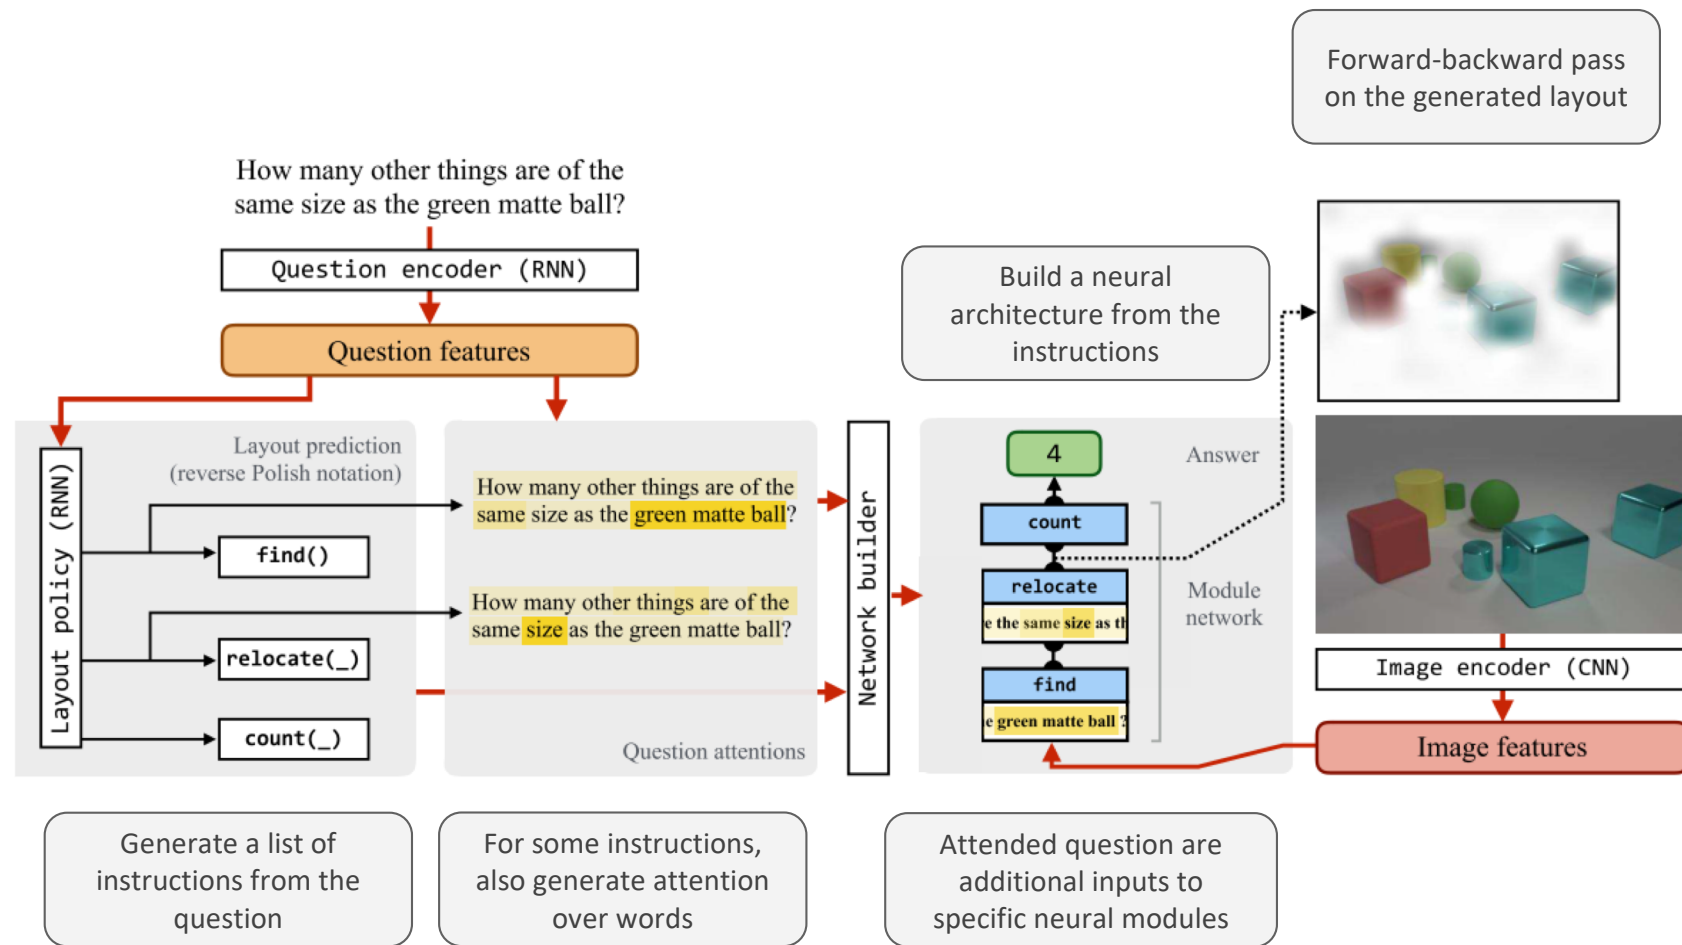 Forward-backward pass
on the generated layout
How many other things are of the
same size as the green matte ball?
Question encoder (RNN)
Question features
Build a neural
architecture from the
instructions
Layout policy (RNN)
Layout prediction
(reverse Polish notation)
find()
relocate(_)
count(_)
How many other things are of the
same size as the green matte ball?
How many other things are of the
same size as the green matte ball?
Question attentions
Network builder
4
Answer
count
relocate
e the same size as th
find
e green matte ball ?
Module
network
Image encoder (CNN)
Image features
Generate a list of
instructions from the
question
For some instructions,
also generate attention
over words
Attended question are
additional inputs to
specific neural modules